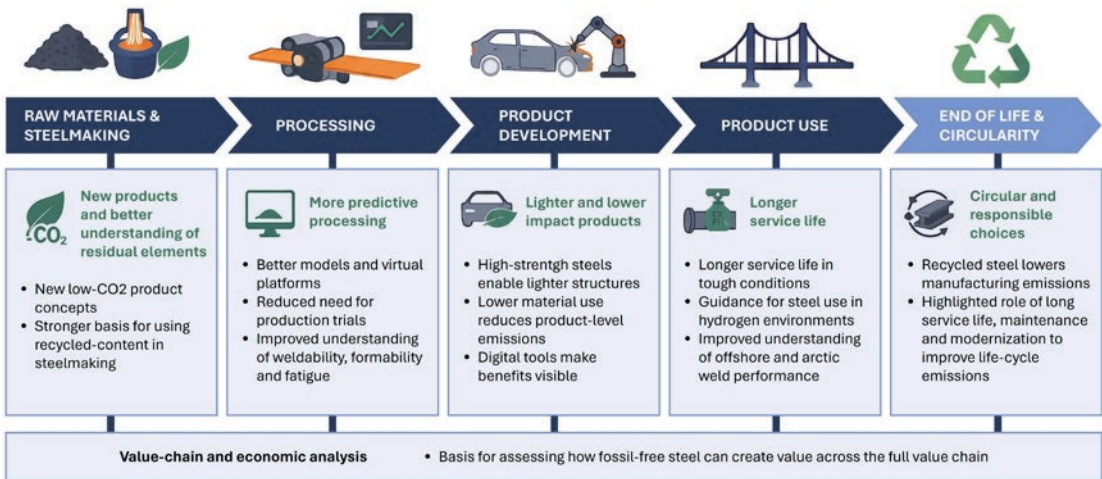 RAW MATERIALS &
STEELMAKING
PROCESSING
PRODUCT
DEVELOPMENT
PRODUCT USE
END OF LIFE &
CIRCULARITY
-CO2
New products
and better
understanding of
residual elements
• New low-CO2 product
concepts
• Stronger basis for using
recycled-content in
steelmaking
More predictive
processing
• Better models and virtual
platforms
• Reduced need for
production trials
• Improved understanding
of weldability, formability
and fatigue
Lighter and lower
impact products
• High-strentgh steels
enable lighter structures
• Lower material use
reduces product-level
emissions
• Digital tools make
benefits visible
Longer
service life
• Longer service life in
tough conditions
• Guidance for steel use in
hydrogen environments
• Improved understanding
of offshore and arctic
weld performance
Circular and
responsible
choices
• Recycled steel lowers
manufacturing emissions
• Highlighted role of long
service life, maintenance
and modernization to
improve life-cycle
emissions
Value-chain and economic analysis • Basis for assessing how fossil-free steel can create value across the full value chain